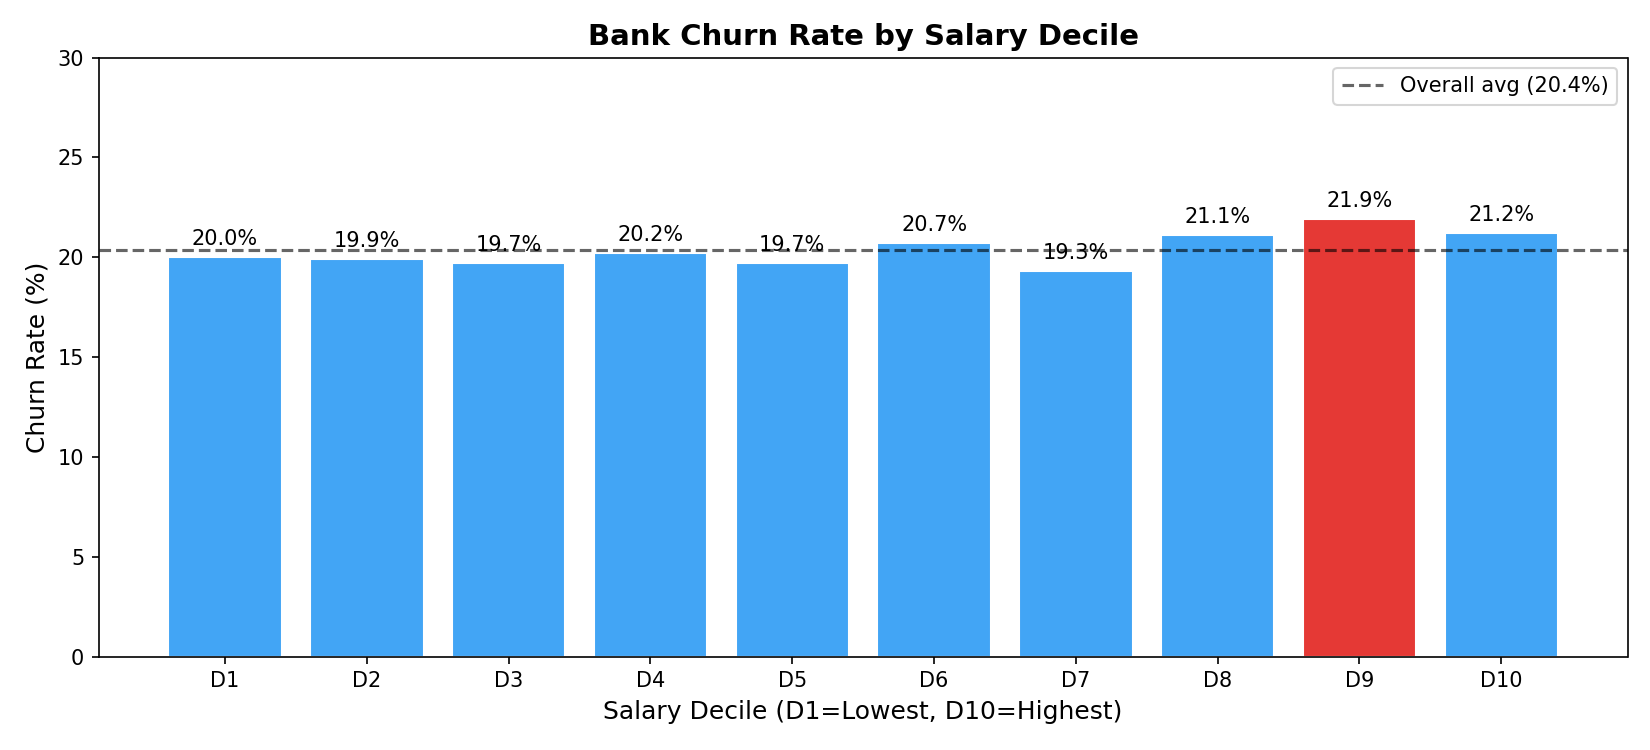 Bank Churn Rate by Salary Decile
Overall avg (20.4%)
Churn Rate (%)
30
25
20
15
10
5
0
20.0%
19.9%
19.7%
20.2%
19.7%
20.7%
19.3%
21.1%
21.9%
21.2%
D1
D2
D3
D4
D5
D6
D7
D8
D9
D10
Salary Decile (D1=Lowest, D10=Highest)